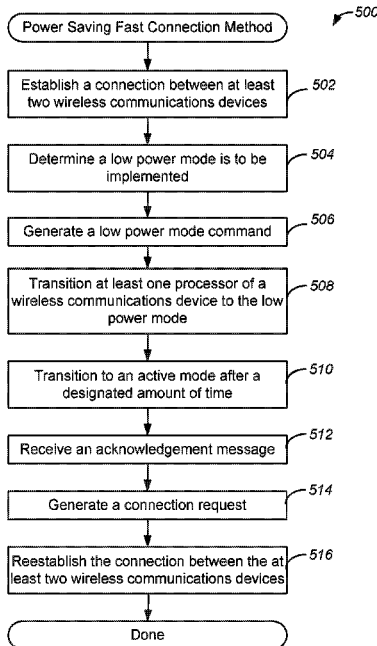 500
Power Saving Fast Connection Method
Establish a connection between at least
two wireless communications devices
502
Determine a low power mode is to be
implemented
504
Generate a low power mode command
506
Transition at least one processor of a
wireless communications device to the low
power mode
508
Transition to an active mode after a
designated amount of time
510
Receive an acknowledgement message
512
Generate a connection request
514
Reestablish the connection between the at
least two wireless communications devices
516
Done